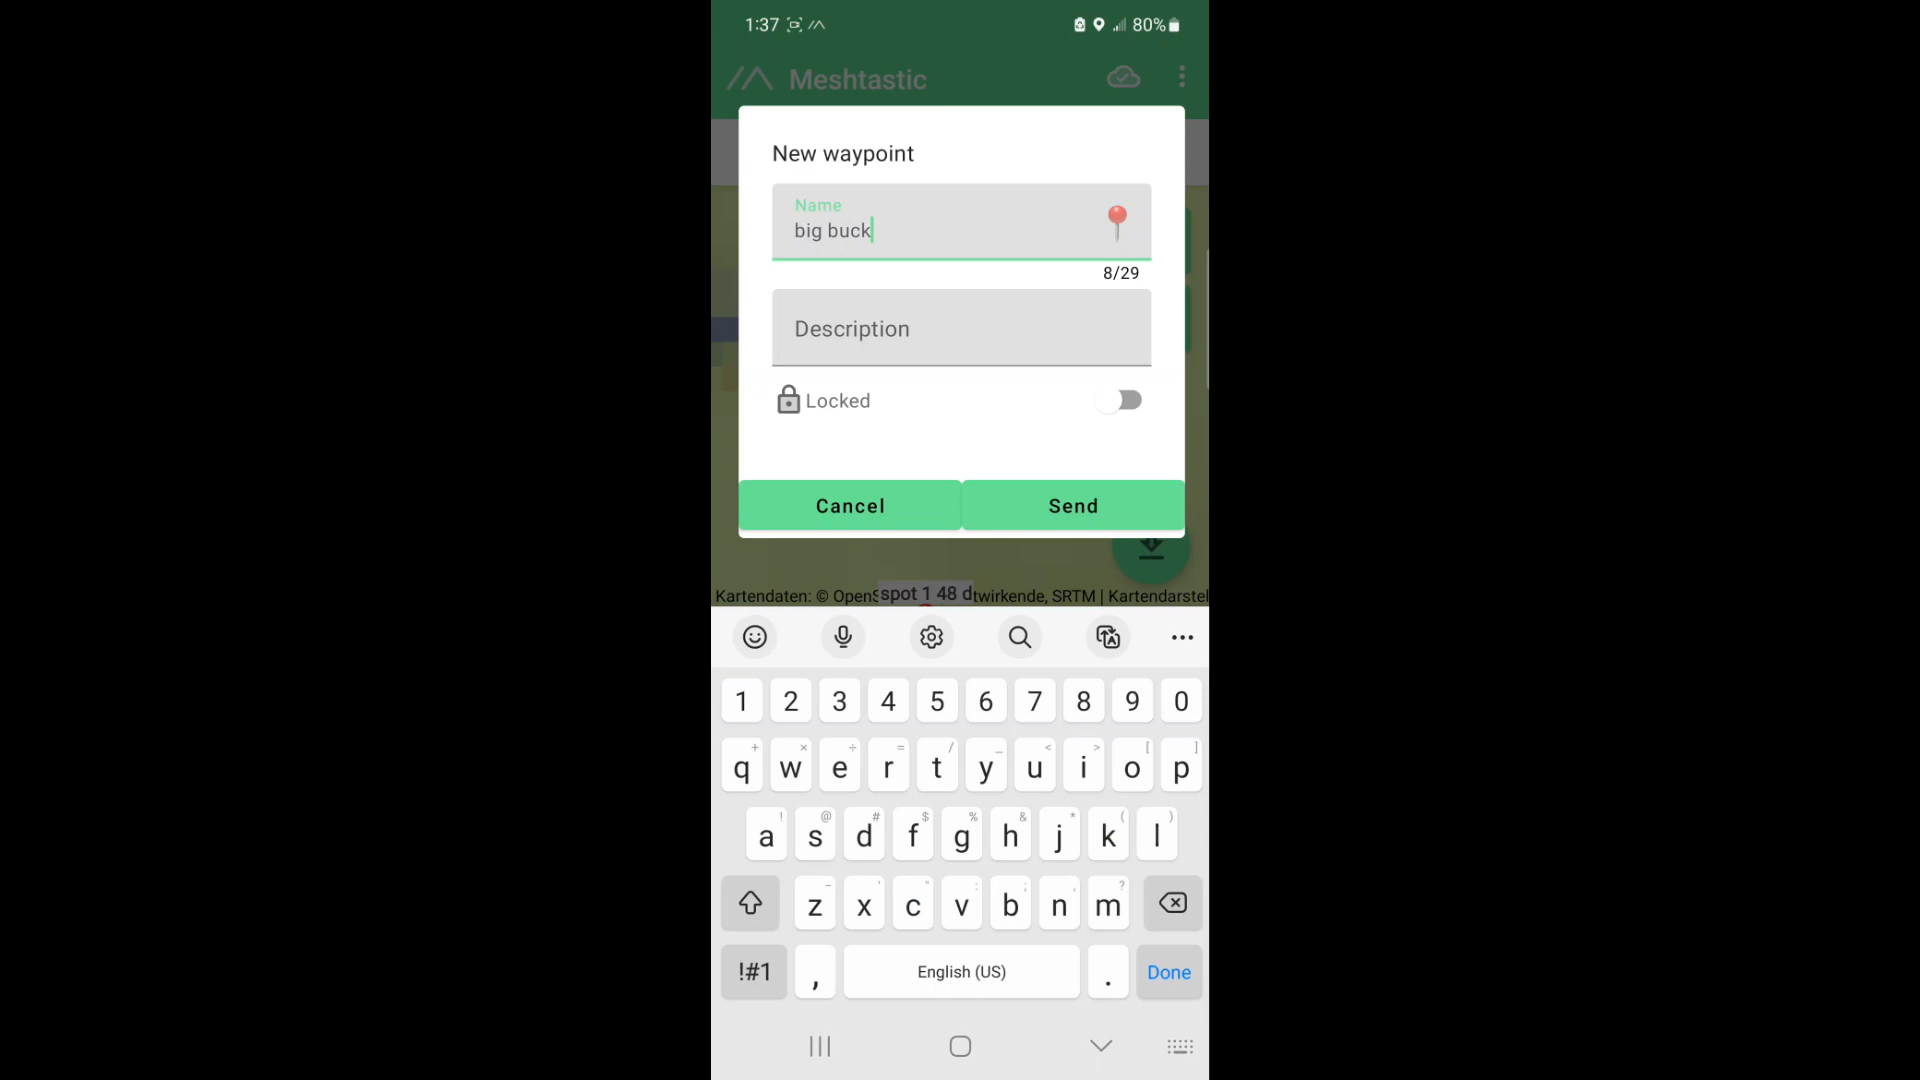 1:37 80%
Meshtastic
New waypoint
Name
big buck
8/29
Description
Locked
Cancel Send
Kartendaten: © OpenS spot 1 48 d twirkende, SRTM | Kartendarstel
1 2 3 4 5 6 7 8 9 0
+ × ÷ = / _ < > [ ]
q w e r t y u i o p
! @ # $ % & * ( )
a s d f g h j k l
- ' " : ; , ?
z x c v b n m
!#1 , English (US) . Done